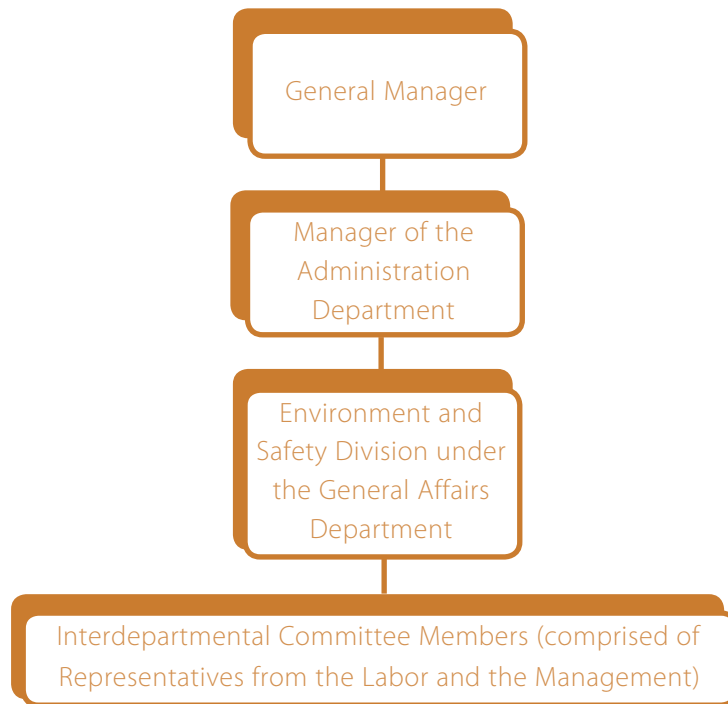 General Manager
Manager of the
Administration
Department
Environment and
Safety Division under
the General Affairs
Department
Interdepartmental Committee Members (comprised of
Representatives from the Labor and the Management)